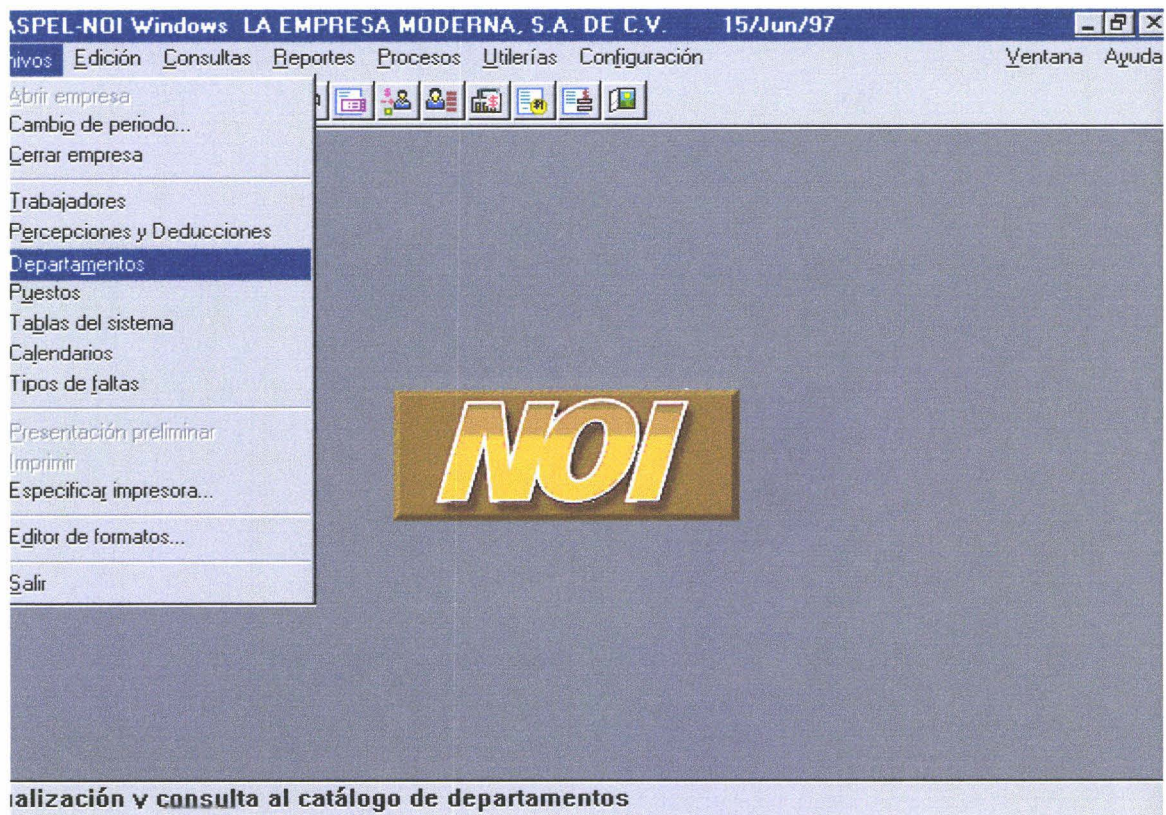 ASPEL-NOI Windows LA EMPRESA MODERNA, S.A. DE C.V. 15/Jun/97
hivos Edición Consultas Reportes Procesos Utilerías Configuración Ventana Ayuda
Abrir empresa
Cambio de periodo...
Cerrar empresa
Trabajadores
Percepciones y Deducciones
Departamentos
Puestos
Tablas del sistema
Calendarios
Tipos de faltas
Presentación preliminar
Imprimir
Especificar impresora...
Editor de formatos...
Salir
NOI
alización y consulta al catálogo de departamentos